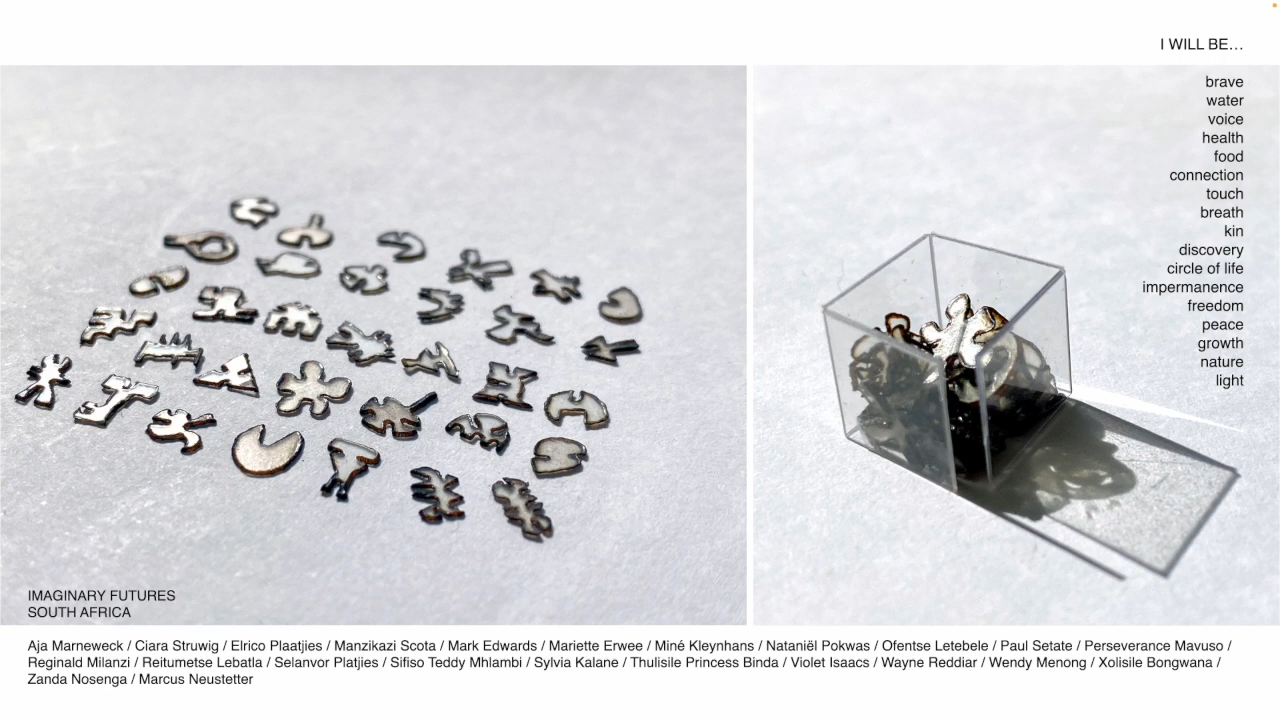 I WILL BE…
brave
water
voice
health
food
connection
touch
breath
kin
discovery
circle of life
impermanence
freedom
peace
growth
nature
light
IMAGINARY FUTURES
SOUTH AFRICA
Aja Marneweck / Ciara Struwig / Elrico Plaatjies / Manzikazi Scota / Mark Edwards / Mariette Erwee / Miné Kleynhans / Nataniël Pokwas / Ofentse Letebele / Paul Setate / Perseverance Mavuso /
Reginald Milanzi / Reitumetse Lebatla / Selanvor Platjies / Sifiso Teddy Mhlambi / Sylvia Kalane / Thulisile Princess Binda / Violet Isaacs / Wayne Reddiar / Wendy Menong / Xolisile Bongwana /
Zanda Nosenga / Marcus Neustetter